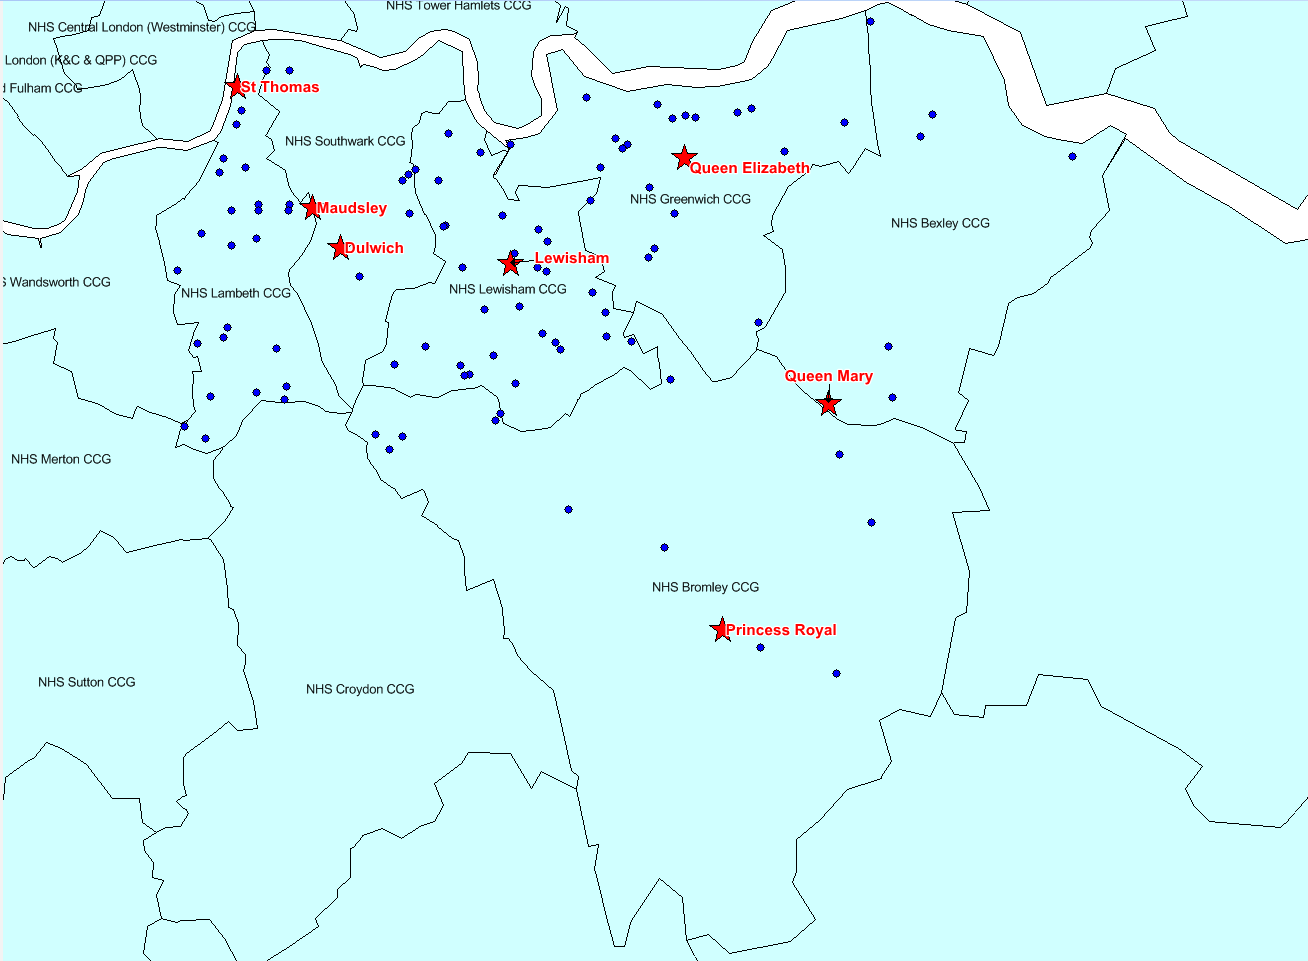 NHS Tower Hamlets CCG
NHS Central London (Westminster) CCG
London (K&C & QPP) CCG
d Fulham CCG
St Thomas
NHS Southwark CCG
Queen Elizabeth
NHS Greenwich CCG
Maudsley
NHS Bexley CCG
Dulwich
Lewisham
S Wandsworth CCG
NHS Lambeth CCG
NHS Lewisham CCG
Queen Mary
NHS Merton CCG
NHS Bromley CCG
Princess Royal
NHS Sutton CCG
NHS Croydon CCG